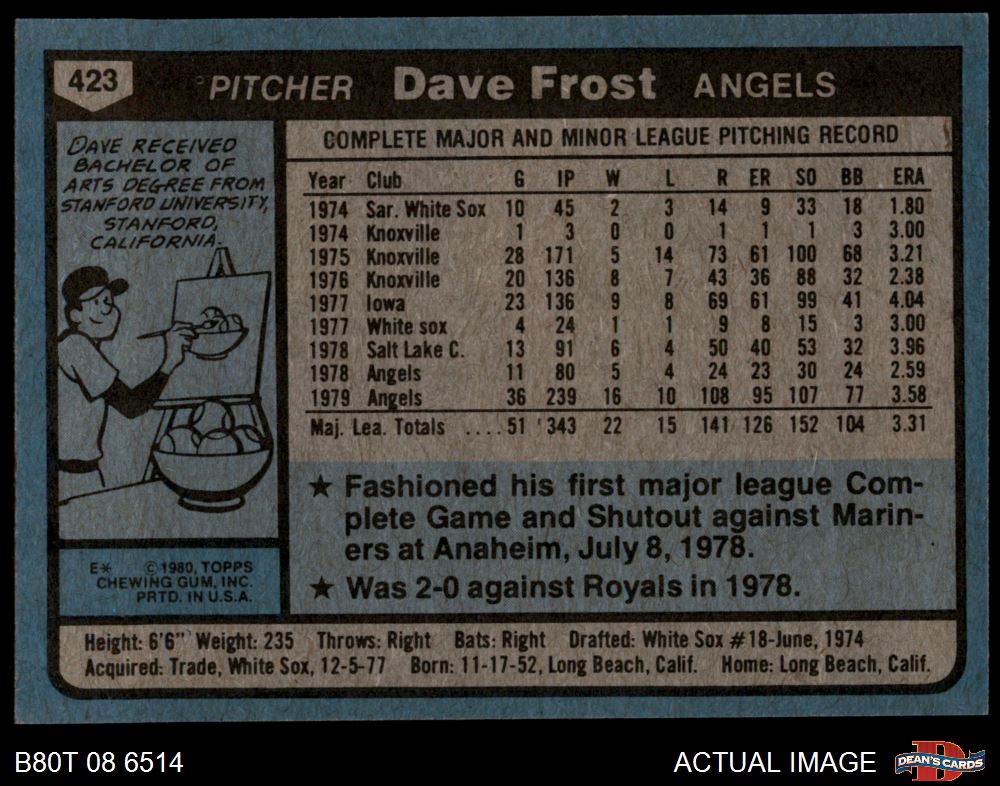 423 PITCHER Dave Frost ANGELS
DAVE RECEIVED
BACHELOR OF
ARTS DEGREE FROM
STANFORD UNIVERSITY,
STANFORD,
CALIFORNIA.
COMPLETE MAJOR AND MINOR LEAGUE PITCHING RECORD
Year Club G IP W L R ER SO BB ERA
1974 Sar. White Sox 10 45 2 3 14 9 33 18 1.80
1974 Knoxville 1 3 0 0 1 1 1 3 3.00
1975 Knoxville 28 171 5 14 73 61 100 68 3.21
1976 Knoxville 20 136 8 7 43 36 88 32 2.38
1977 Iowa 23 136 9 8 69 61 99 41 4.04
1977 White sox 4 24 1 1 9 8 15 3 3.00
1978 Salt Lake C. 13 91 6 4 50 40 53 32 3.96
1978 Angels 11 80 5 4 24 23 30 24 2.59
1979 Angels 36 239 16 10 108 95 107 77 3.58
Maj. Lea. Totals ....51 343 22 15 141 126 152 104 3.31
★ Fashioned his first major league Com-
plete Game and Shutout against Marin-
ers at Anaheim, July 8, 1978.
★ Was 2-0 against Royals in 1978.
E* © 1980, TOPPS
CHEWING GUM, INC.
PRTD. IN U.S.A.
Height: 6'6" Weight: 235 Throws: Right Bats: Right Drafted: White Sox #18-June, 1974
Acquired: Trade, White Sox, 12-5-77 Born: 11-17-52, Long Beach, Calif. Home: Long Beach, Calif.
B80T 08 6514 ACTUAL IMAGE D DEAN'S CARDS